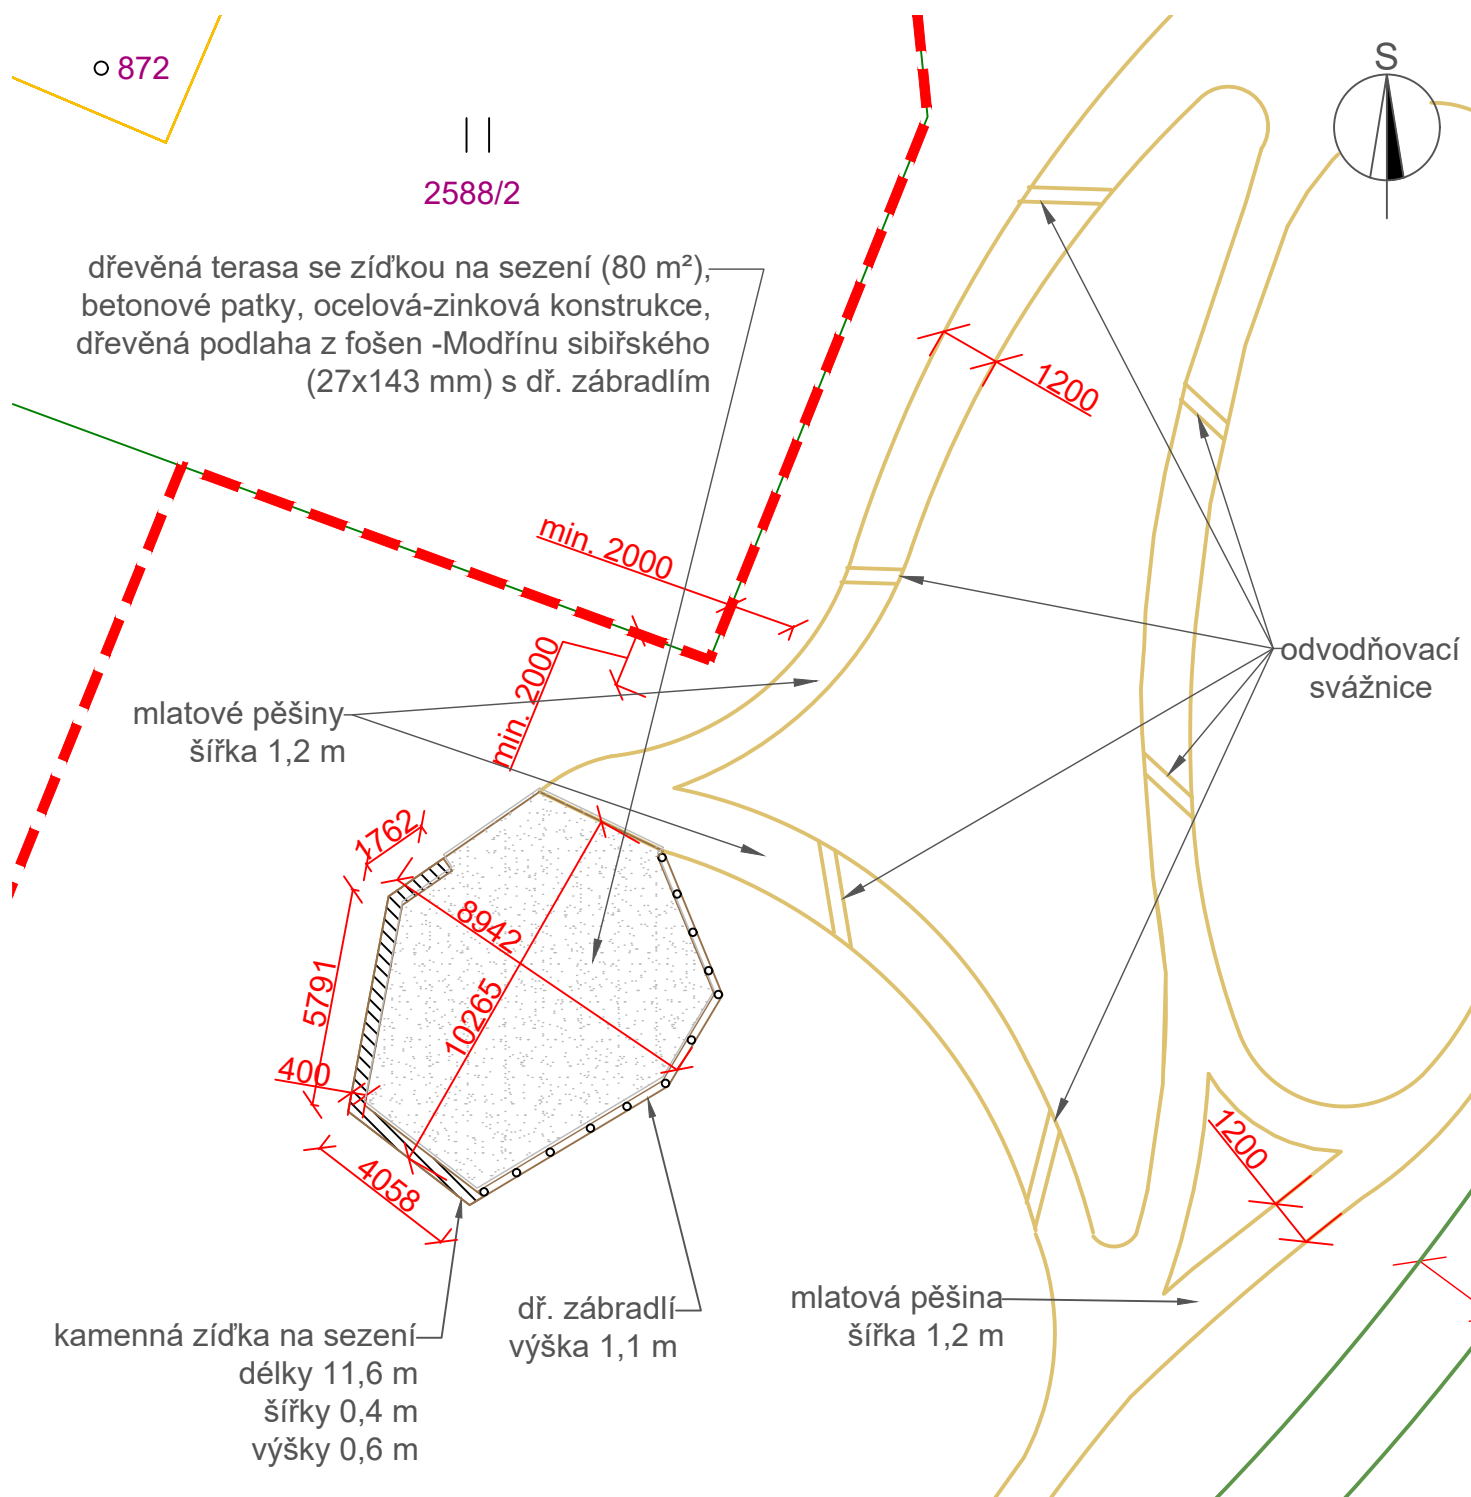 872
S
2588/2
dřevěná terasa se zíďkou na sezení (80 m²),
betonové patky, ocelová-zinková konstrukce,
dřevěná podlaha z fošen -Modřínu sibiřského
(27x143 mm) s dř. zábradlím
1200
min. 2000
min. 2000
odvodňovací
svážnice
mlatové pěšiny
šířka 1,2 m
1762
8942
10265
5791
400
4058
1200
mlatová pěšina
šířka 1,2 m
dř. zábradlí
výška 1,1 m
kamenná zíďka na sezení
délky 11,6 m
šířky 0,4 m
výšky 0,6 m